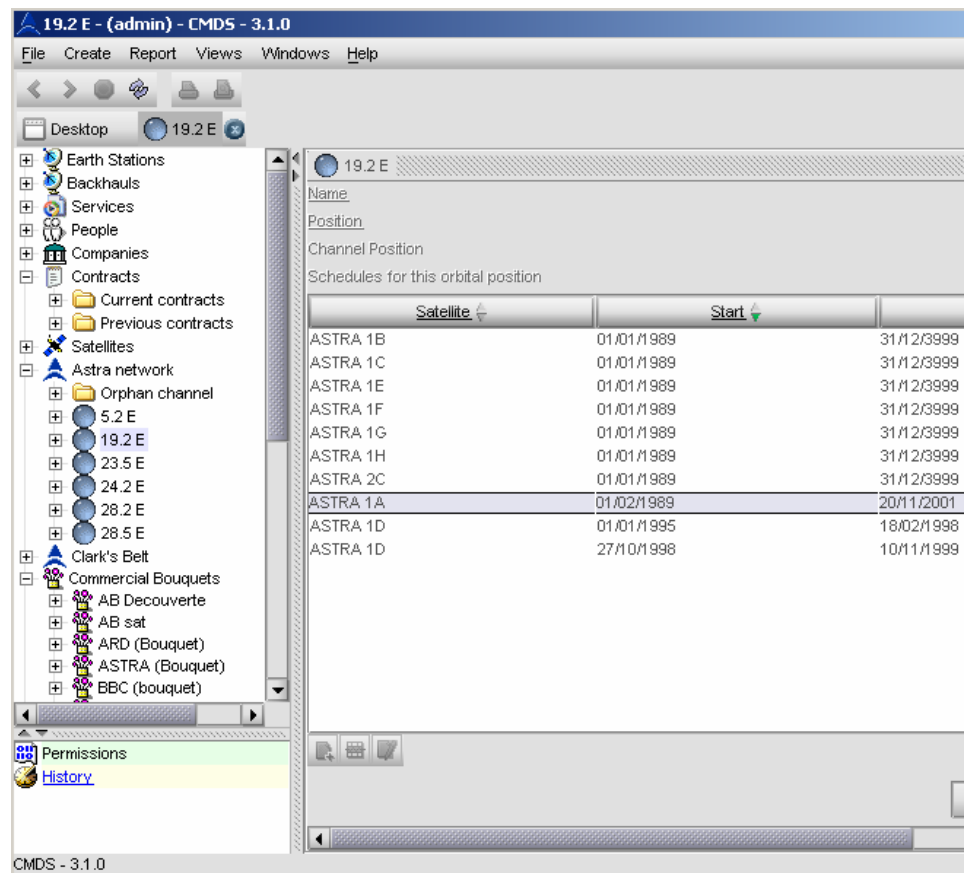 19.2 E - (admin) - CMDS - 3.1.0
File Create Report Views Windows Help
Desktop 19.2 E
Earth Stations
Backhauls
Services
People
Companies
Contracts
Current contracts
Previous contracts
Satellites
Astra network
Orphan channel
5.2 E
19.2 E
23.5 E
24.2 E
28.2 E
28.5 E
Clark's Belt
Commercial Bouquets
AB Decouverte
AB sat
ARD (Bouquet)
ASTRA (Bouquet)
BBC (bouquet)
Permissions
History
19.2 E
Name
Position
Channel Position
Schedules for this orbital position
Satellite Start
ASTRA 1B 01/01/1989 31/12/3999
ASTRA 1C 01/01/1989 31/12/3999
ASTRA 1E 01/01/1989 31/12/3999
ASTRA 1F 01/01/1989 31/12/3999
ASTRA 1G 01/01/1989 31/12/3999
ASTRA 1H 01/01/1989 31/12/3999
ASTRA 2C 01/01/1989 31/12/3999
ASTRA 1A 01/02/1989 20/11/2001
ASTRA 1D 01/01/1995 18/02/1998
ASTRA 1D 27/10/1998 10/11/1999
CMDS - 3.1.0